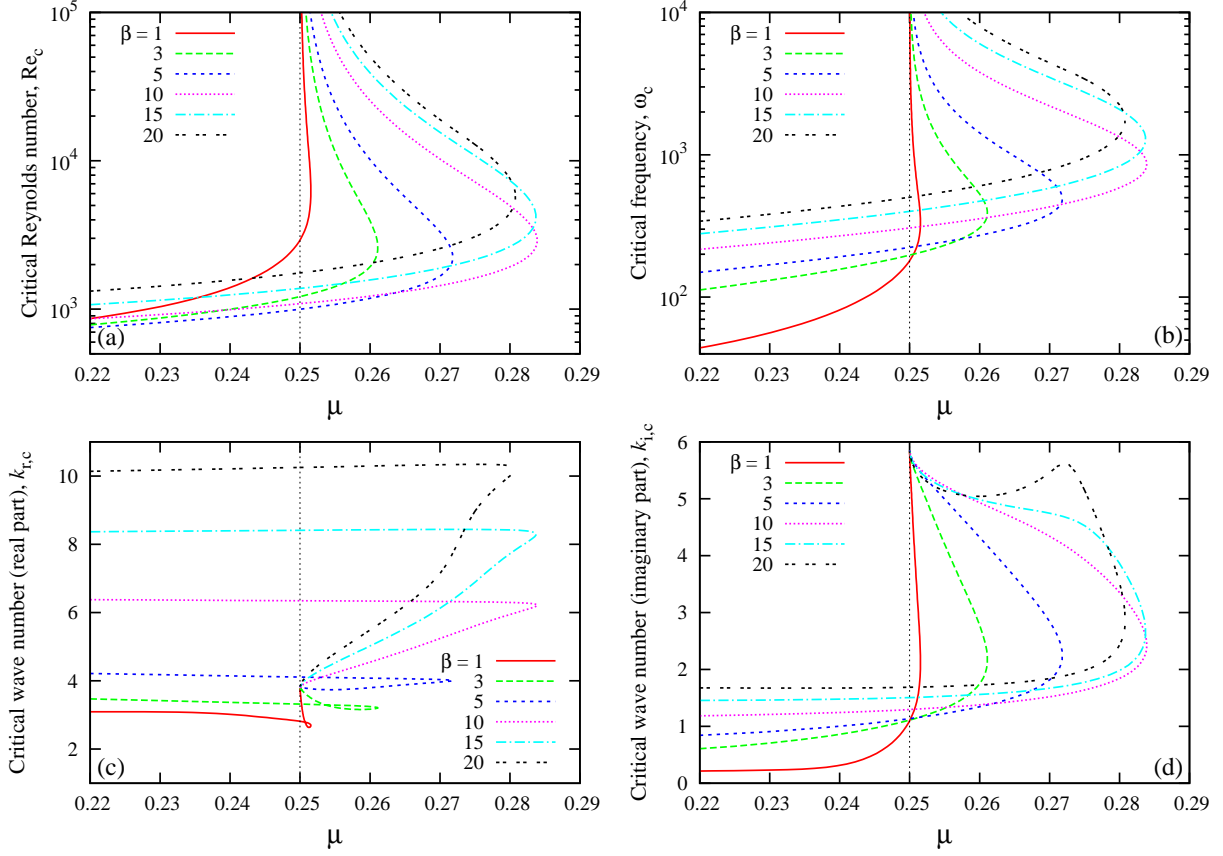 Critical Reynolds number, Re_c
10^5
10^4
10^3
β = 1
3
5
10
15
20
(a)
0.22 0.23 0.24 0.25 0.26 0.27 0.28 0.29
μ
Critical frequency, ω_c
10^4
10^3
10^2
β = 1
3
5
10
15
20
(b)
0.22 0.23 0.24 0.25 0.26 0.27 0.28 0.29
μ
Critical wave number (real part), k_{r,c}
10
8
6
4
2
β = 1
3
5
10
15
20
(c)
0.22 0.23 0.24 0.25 0.26 0.27 0.28 0.29
μ
Critical wave number (imaginary part), k_{i,c}
6
5
4
3
2
1
0
β = 1
3
5
10
15
20
(d)
0.22 0.23 0.24 0.25 0.26 0.27 0.28 0.29
μ